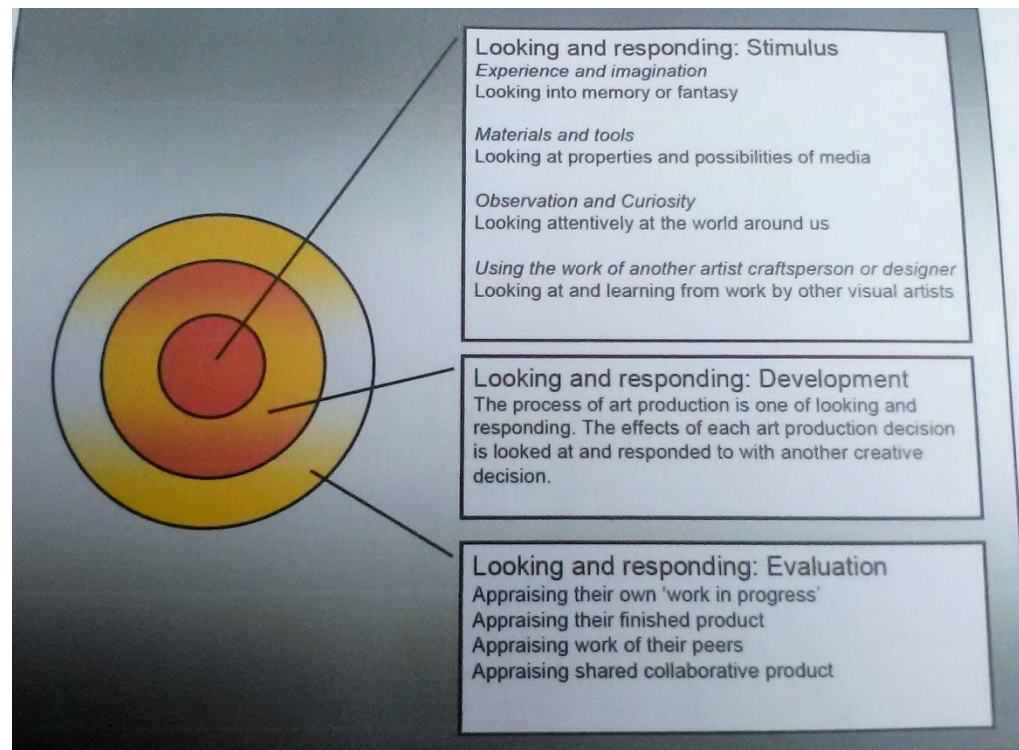 Looking and responding: Stimulus
Experience and imagination
Looking into memory or fantasy
Materials and tools
Looking at properties and possibilities of media
Observation and Curiosity
Looking attentively at the world around us
Using the work of another artist craftsperson or designer
Looking at and learning from work by other visual artists
Looking and responding: Development
The process of art production is one of looking and
responding. The effects of each art production decision
is looked at and responded to with another creative
decision.
Looking and responding: Evaluation
Appraising their own ‘work in progress’
Appraising their finished product
Appraising work of their peers
Appraising shared collaborative product